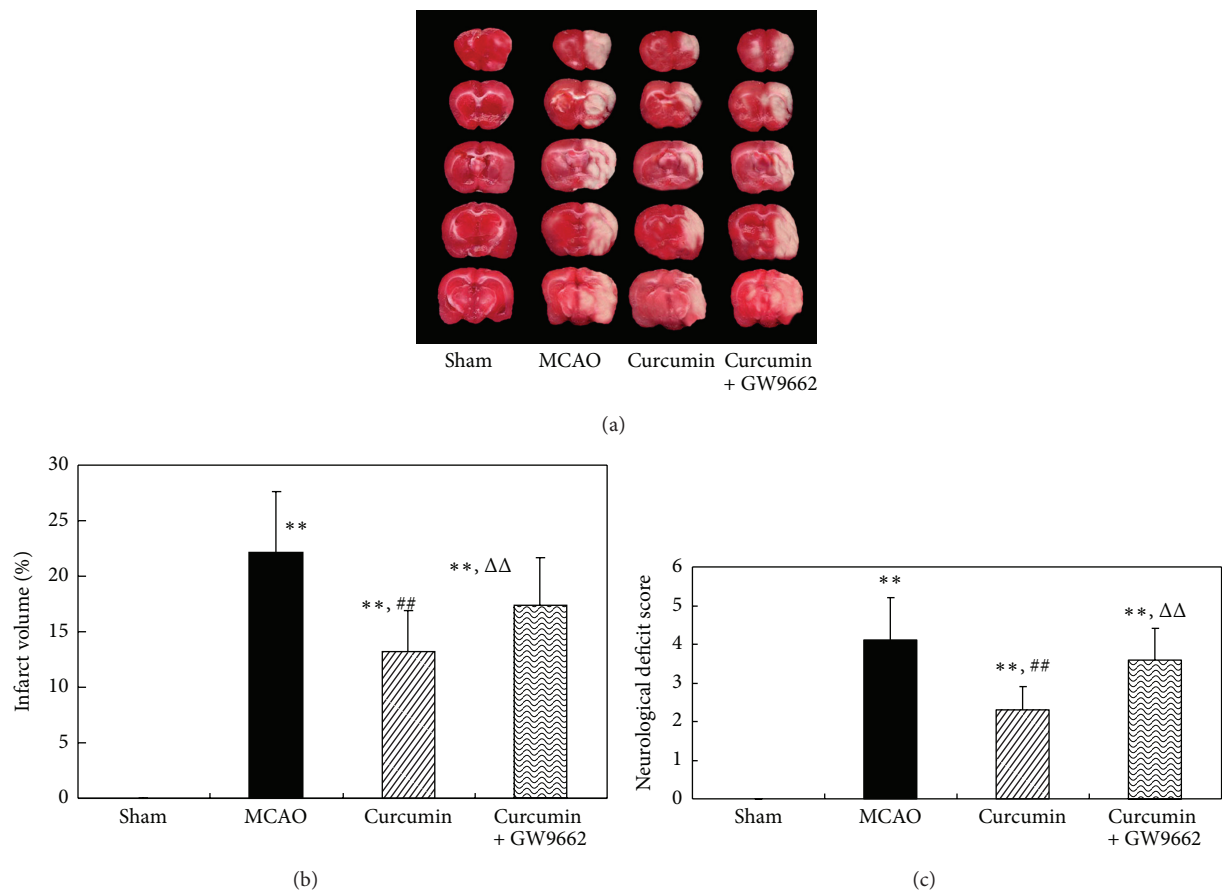 Sham MCAO Curcumin Curcumin
+ GW9662
(a)
30
25
20
15
10
5
0
Infarct volume (%)
**
**, ##
**, ΔΔ
Sham MCAO Curcumin Curcumin
+ GW9662
(b)
6
5
4
3
2
1
0
Neurological deficit score
**
**, ##
**, ΔΔ
Sham MCAO Curcumin Curcumin
+ GW9662
(c)